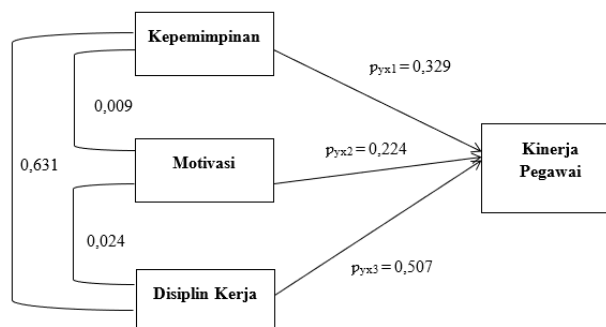 Kepemimpinan
pyx1 = 0,329
0,009
Kinerja
Pegawai
0,631
Motivasi
pyx2 = 0,224
0,024
pyx3 = 0,507
Disiplin Kerja